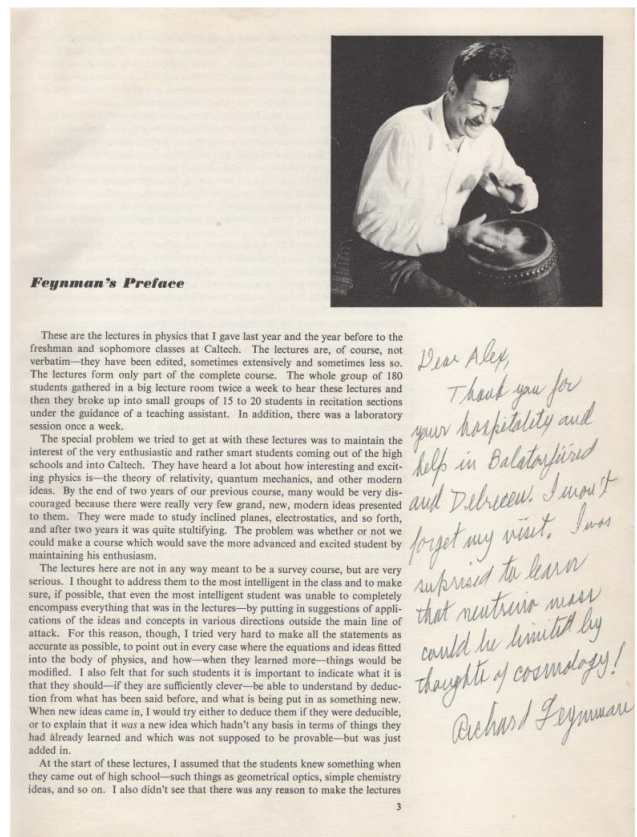 Feynman's Preface
These are the lectures in physics that I gave last year and the year before to the
freshman and sophomore classes at Caltech. The lectures are, of course, not
verbatim—they have been edited, sometimes extensively and sometimes less so.
The lectures form only part of the complete course. The whole group of 180
students gathered in a big lecture room twice a week to hear these lectures and
then they broke up into small groups of 15 to 20 students in recitation sections
under the guidance of a teaching assistant. In addition, there was a laboratory
session once a week.
The special problem we tried to get at with these lectures was to maintain the
interest of the very enthusiastic and rather smart students coming out of the high
schools and into Caltech. They have heard a lot about how interesting and excit-
ing physics is—the theory of relativity, quantum mechanics, and other modern
ideas. By the end of two years of our previous course, many would be very dis-
couraged because there were really very few grand, new, modern ideas presented
to them. They were made to study inclined planes, electrostatics, and so forth,
and after two years it was quite stultifying. The problem was whether or not we
could make a course which would save the more advanced and excited student by
maintaining his enthusiasm.
The lectures here are not in any way meant to be a survey course, but are very
serious. I thought to address them to the most intelligent in the class and to make
sure, if possible, that even the most intelligent student was unable to completely
encompass everything that was in the lectures—by putting in suggestions of appli-
cations of the ideas and concepts in various directions outside the main line of
attack. For this reason, though, I tried very hard to make all the statements as
accurate as possible, to point out in every case where the equations and ideas fitted
into the body of physics, and how—when they learned more—things would be
modified. I also felt that for such students it is important to indicate what it is
that they should—if they are sufficiently clever—be able to understand by deduc-
tion from what has been said before, and what is being put in as something new.
When new ideas came in, I would try either to deduce them if they were deducible,
or to explain that it was a new idea which hadn't any basis in terms of things they
had already learned and which was not supposed to be provable—but was just
added in.
At the start of these lectures, I assumed that the students knew something when
they came out of high school—such things as geometrical optics, simple chemistry
ideas, and so on. I also didn't see that there was any reason to make the lectures
3
Dear Alex,
Thank you for
your hospitality and
help in Balatonfüred
and Debrecen. I won't
forget my visit. I was
suprised to learn
that neutrino mass
could be limited by
thoughts of cosmology!
Richard Feynman